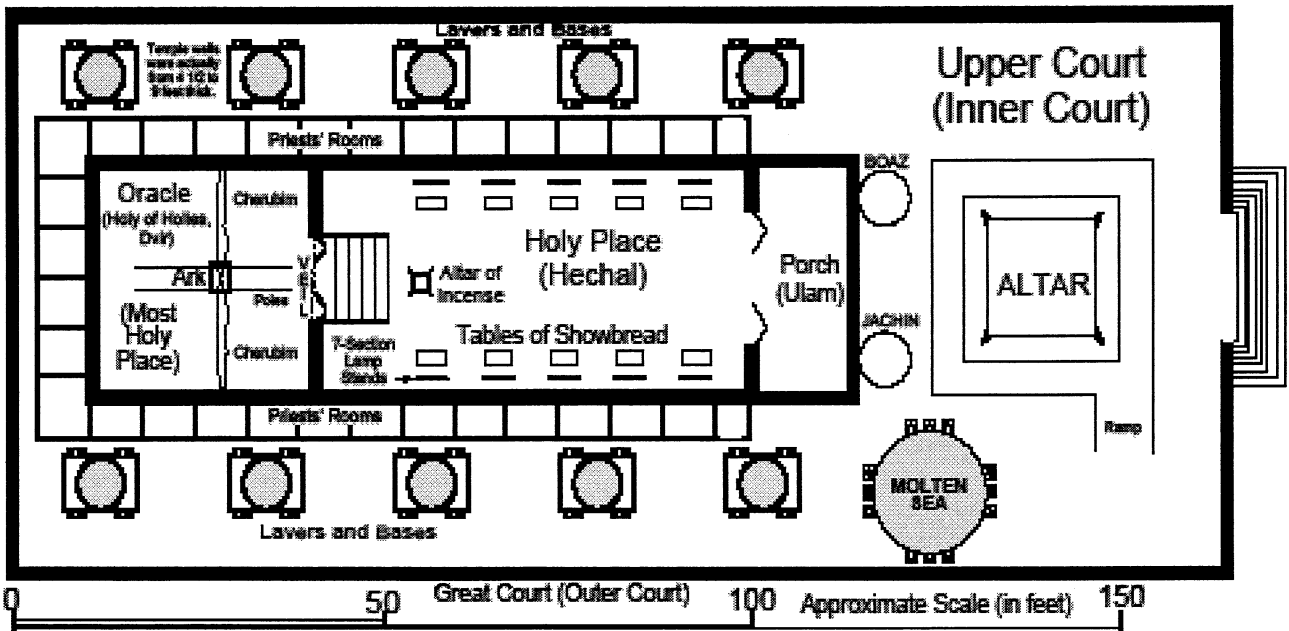 Lavers and Bases
Temple walls
were actually
from 4 1/2 to
9 feet thick.
Upper Court
(Inner Court)
Priests' Rooms
BOAZ
Oracle
(Holy of Holies,
Dvir)
Cherubim
Holy Place
(Hechal)
Porch
(Ulam)
ALTAR
Ark
Poles
VEIL
Altar of
Incense
(Most
Holy
Place)
Cherubim
7-Section
Lamp
Stands
Tables of Showbread
JACHIN
Priests' Rooms
Ramp
MOLTEN
SEA
Lavers and Bases
0
50
Great Court (Outer Court)
100
Approximate Scale (in feet)
150